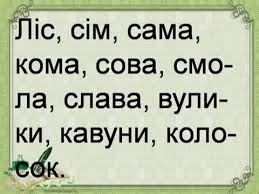 Ліс, сім, сама,
кома, сова, смо-
ла, слава, вули-
ки, кавуни, коло-
сок.